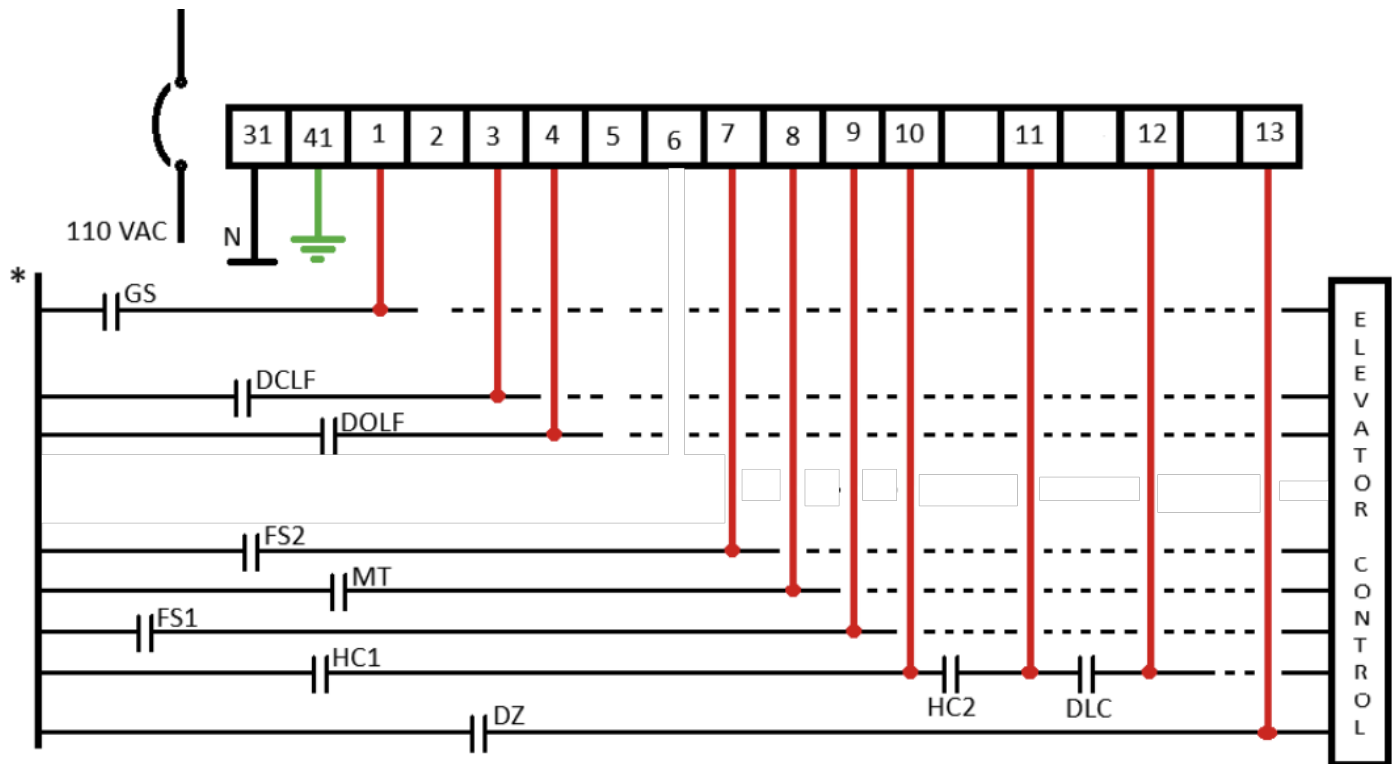 31 41 1 2 3 4 5 6 7 8 9 10 11 12 13
110 VAC
N
*
GS
DCLF
DOLF
FS2
MT
FS1
HC1
HC2
DLC
DZ
ELEVATOR CONTROL